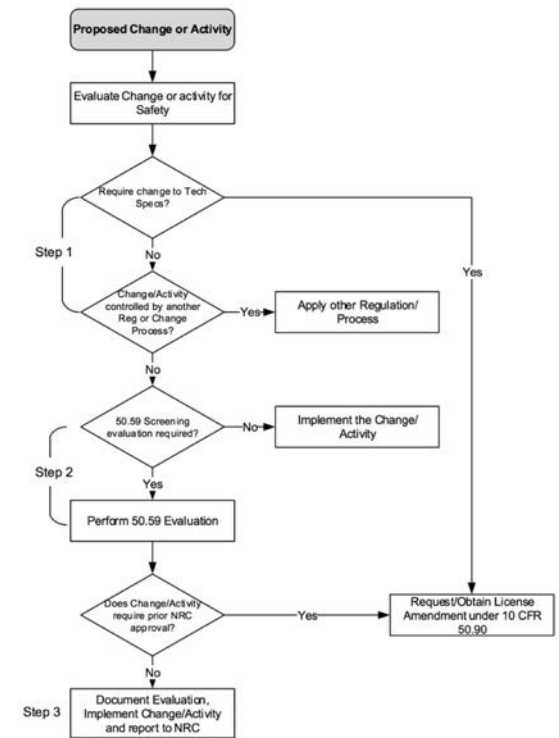 Proposed Change or Activity
Evaluate Change or activity for
Safety
Require change to Tech
Specs?
Step 1
No
Yes
Change/Activity
controlled by another
Reg or Change
Process?
Yes
Apply other Regulation/
Process
No
50.59 Screening
evaluation required?
No
Implement the Change/
Activity
Step 2
Yes
Perform 50.59 Evaluation
Does Change/Activity
require prior NRC
approval?
Yes
Request/Obtain License
Amendment under 10 CFR
50.90
No
Step 3
Document Evaluation,
Implement Change/Activity
and report to NRC